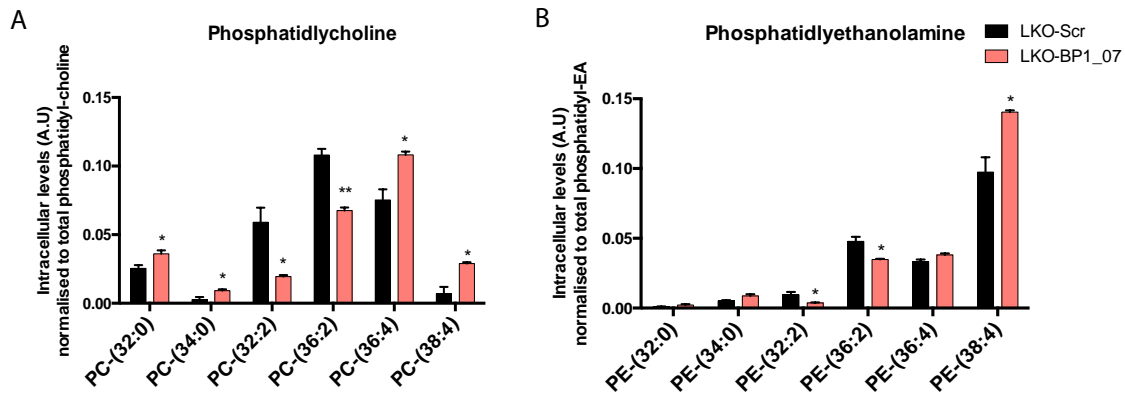 A
Phosphatidlycholine
Intracellular levels (A.U)
normalised to total phosphatidyl-choline
0.15
0.10
0.05
0.00
*
*
*
**
*
*
PC-(32:0)
PC-(34:0)
PC-(32:2)
PC-(36:2)
PC-(36:4)
PC-(38:4)
B
Phosphatidlyethanolamine
LKO-Scr
LKO-BP1_07
Intracellular levels (A.U)
normalised to total phosphatidyl-EA
0.15
0.10
0.05
0.00
*
*
*
PE-(32:0)
PE-(34:0)
PE-(32:2)
PE-(36:2)
PE-(36:4)
PE-(38:4)